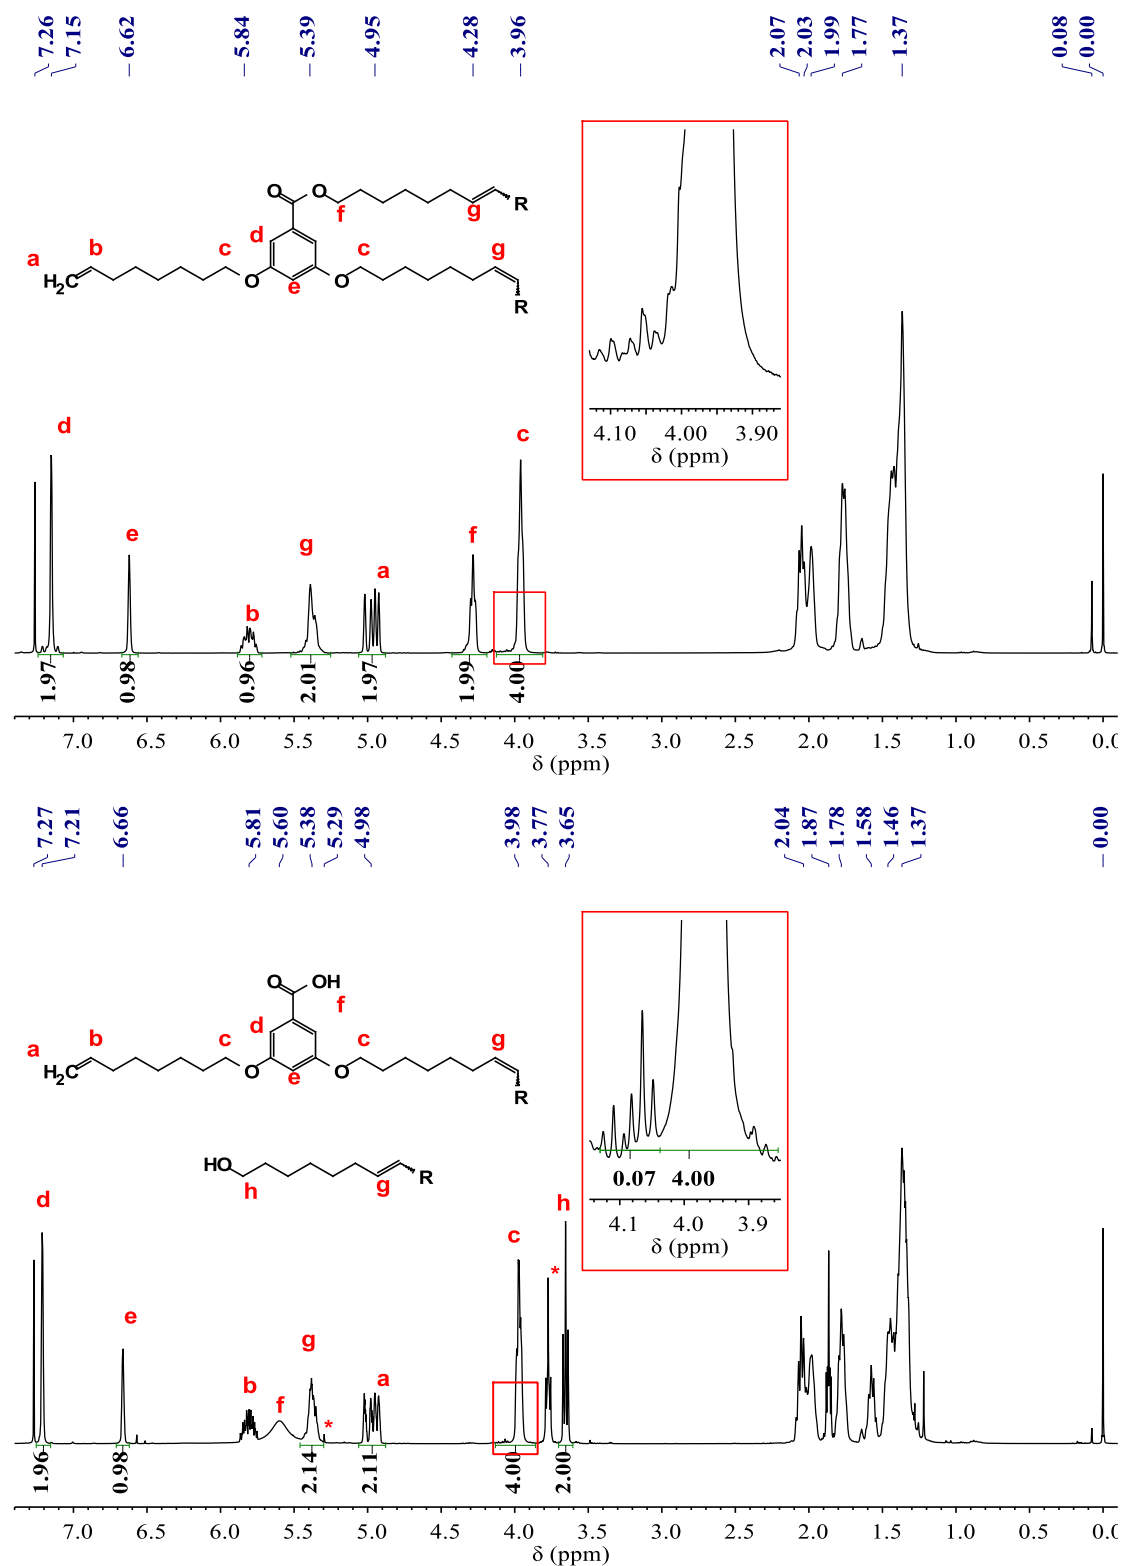 7.26 7.15 6.62 5.84 5.39 4.95 4.28 3.96 2.07 2.03 1.99 1.77 1.37 0.08 0.00
O
O
f
g
R
d
b
c
c
g
a
H2C
O
e
O
R
4.10 4.00 3.90
δ (ppm)
d
c
e
g
f
a
b
1.97 0.98 0.96 2.01 1.97 1.99 4.00
7.0 6.5 6.0 5.5 5.0 4.5 4.0 3.5 3.0 2.5 2.0 1.5 1.0 0.5 0.0
δ (ppm)
7.27 7.21 6.66 5.81 5.60 5.38 5.29 4.98 3.98 3.77 3.65 2.04 1.87 1.78 1.58 1.46 1.37 0.00
O
OH
f
d
b
c
c
g
a
H2C
O
e
O
R
HO
h
g
R
0.07 4.00
4.1 4.0 3.9
δ (ppm)
d
h
c
*
e
g
b
f
*
a
1.96 0.98 2.14 2.11 4.00 2.00
7.0 6.5 6.0 5.5 5.0 4.5 4.0 3.5 3.0 2.5 2.0 1.5 1.0 0.5 0.0
δ (ppm)